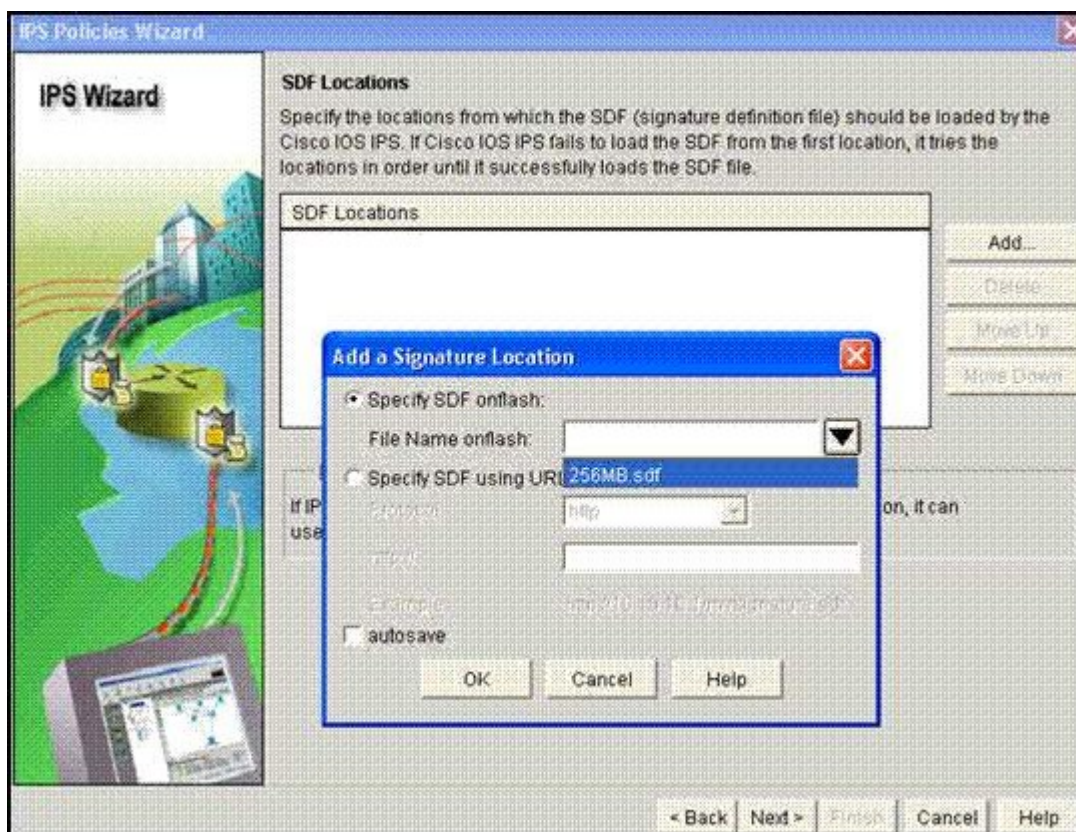 IPS Policies Wizard
IPS Wizard
SDF Locations
Specify the locations from which the SDF (signature definition file) should be loaded by the
Cisco IOS IPS. If Cisco IOS IPS fails to load the SDF from the first location, it tries the
locations in order until it successfully loads the SDF file.
SDF Locations
Add...
Delete
Move Up
Move Down
Add a Signature Location
Specify SDF onflash:
File Name onflash:
256MB.sdf
Specify SDF using URL
Protocol
http
If IP
on, it can
use
Example
autosave
OK
Cancel
Help
< Back
Next >
Finish
Cancel
Help